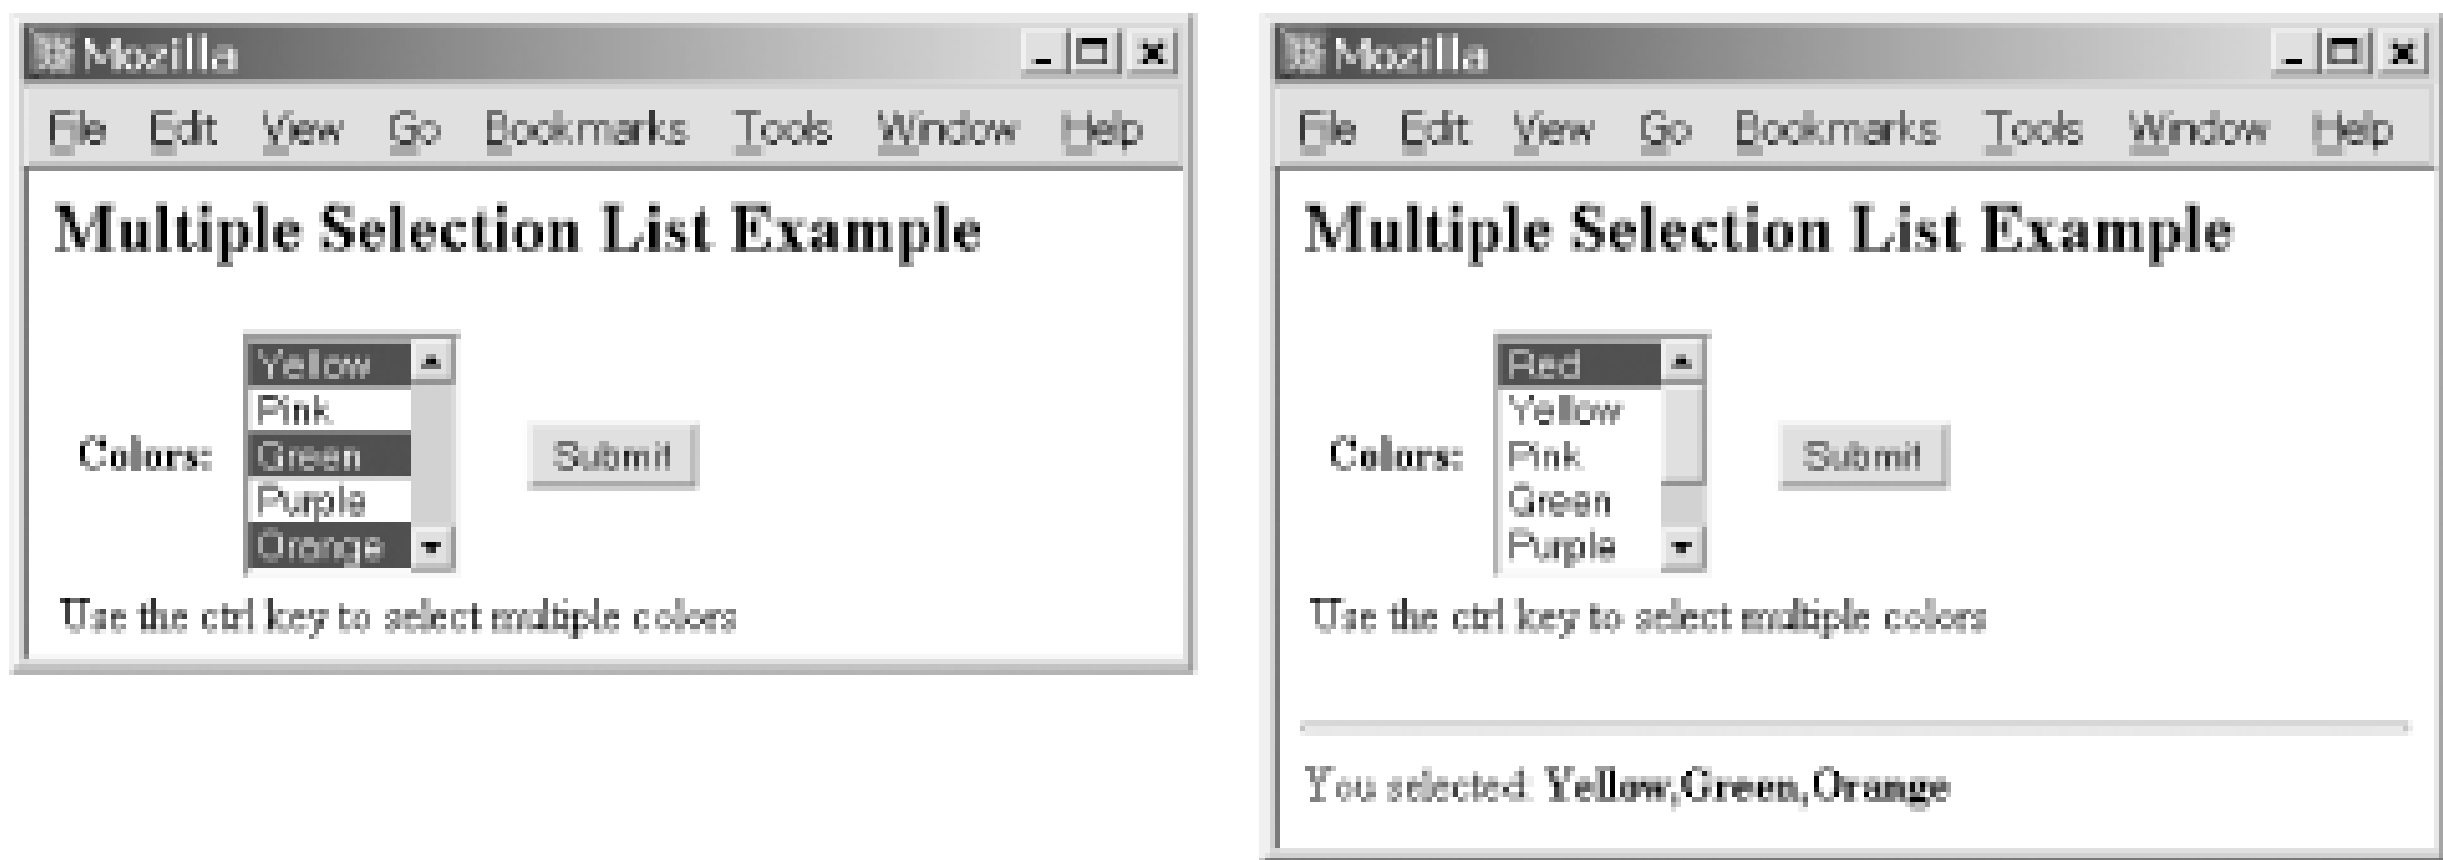 Mozilla
File Edit View Go Bookmarks Tools Window Help
Multiple Selection List Example
Yellow
Pink
Colors: Green Submit
Purple
Orange
Use the ctrl key to select multiple colors
Mozilla
File Edit View Go Bookmarks Tools Window Help
Multiple Selection List Example
Red
Yellow
Colors: Pink Submit
Green
Purple
Use the ctrl key to select multiple colors
You selected: Yellow,Green,Orange